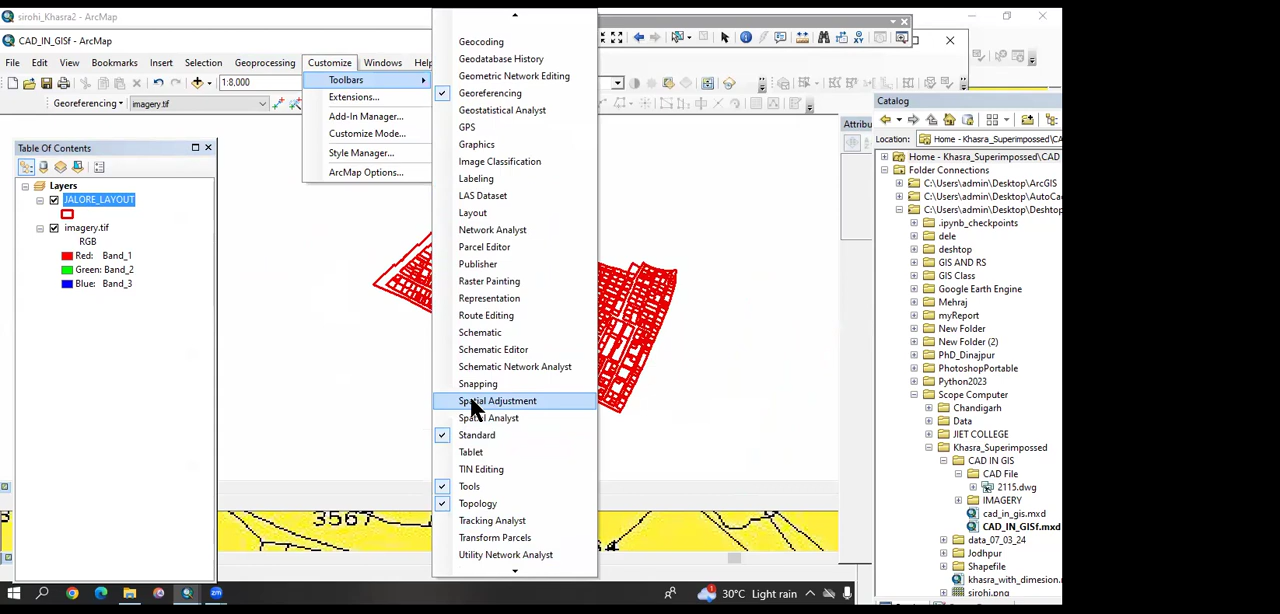 sirohi_Khasra2 - ArcMap
CAD_IN_GISf - ArcMap
File Edit View Bookmarks Insert Selection Geoprocessing Customize Windows Help
1:8,000
Georeferencing imagery.tif
Toolbars
Extensions...
Add-In Manager...
Customize Mode...
Style Manager...
ArcMap Options...
Geocoding
Geodatabase History
Geometric Network Editing
Georeferencing
Geostatistical Analyst
GPS
Graphics
Image Classification
Labeling
LAS Dataset
Layout
Network Analyst
Parcel Editor
Publisher
Raster Painting
Representation
Route Editing
Schematic
Schematic Editor
Schematic Network Analyst
Snapping
Spatial Adjustment
Spatial Analyst
Standard
Tablet
TIN Editing
Tools
Topology
Tracking Analyst
Transform Parcels
Utility Network Analyst
Table Of Contents
Layers
JALORE_LAYOUT
imagery.tif
RGB
Red: Band_1
Green: Band_2
Blue: Band_3
3567
Attribu
Catalog
Location: Home - Khasra_Superimpossed\CAD
Home - Khasra_Superimpossed\CAD
Folder Connections
C:\Users\admin\Desktop\ArcGIS
C:\Users\admin\Desktop\AutoCa
C:\Users\admin\Desktop\Deshtop
.ipynb_checkpoints
dele
deshtop
GIS AND RS
GIS Class
Google Earth Engine
Mehraj
myReport
New Folder
New Folder (2)
PhD_Dinajpur
PhotoshopPortable
Python2023
Scope Computer
Chandigarh
Data
JIET COLLEGE
Khasra_Superimpossed
CAD IN GIS
CAD File
2115.dwg
IMAGERY
cad_in_gis.mxd
CAD_IN_GISf.mxd
data_07_03_24
Jodhpur
Shapefile
khasra_with_dimesion.m
sirohi.png
30°C Light rain